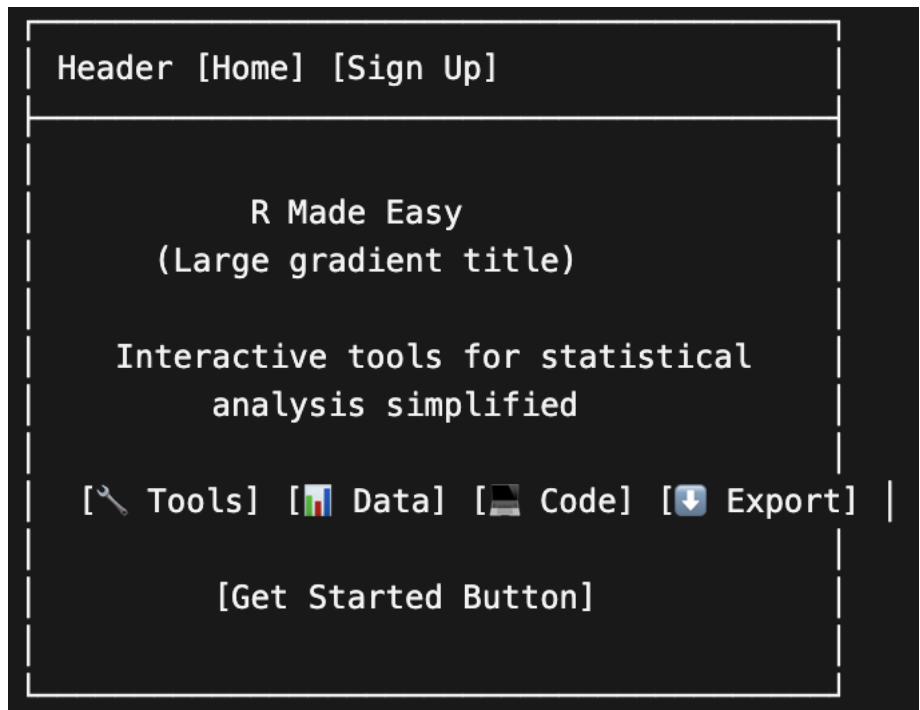 Header [Home] [Sign Up]
R Made Easy
(Large gradient title)
Interactive tools for statistical
analysis simplified
[🔧 Tools] [📊 Data] [💻 Code] [⬇️ Export]
[Get Started Button]